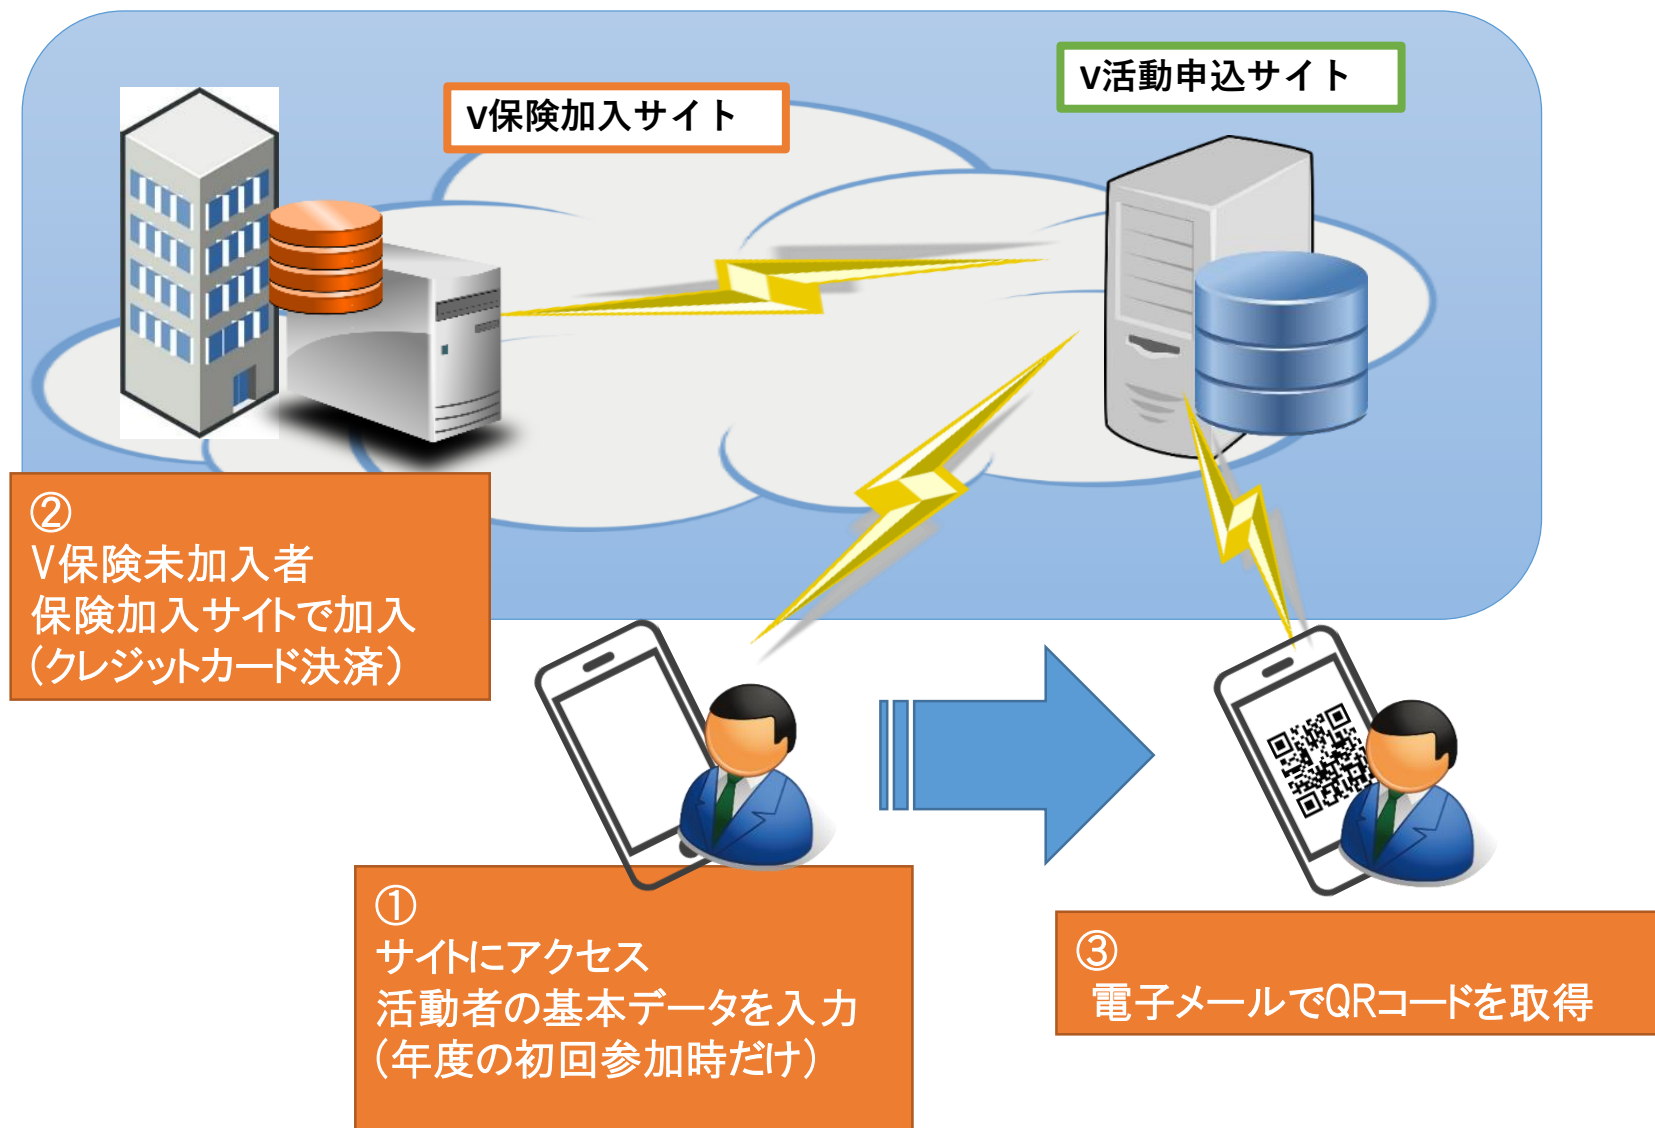 V保険加入サイト
V活動申込サイト
②
V保険未加入者
保険加入サイトで加入
(クレジットカード決済)
①
サイトにアクセス
活動者の基本データを入力
(年度の初回参加時だけ)
③
電子メールでQRコードを取得